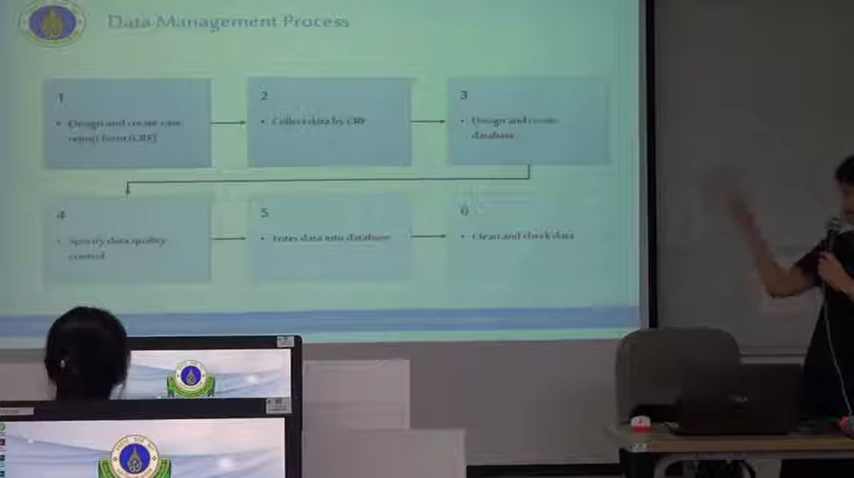 Data Management Process
1
• Design and create case
report form (CRF)
2
• Collect data by CRF
3
• Design and create
database
4
• Specify data quality
control
5
• Enter data into database
6
• Clean and check data